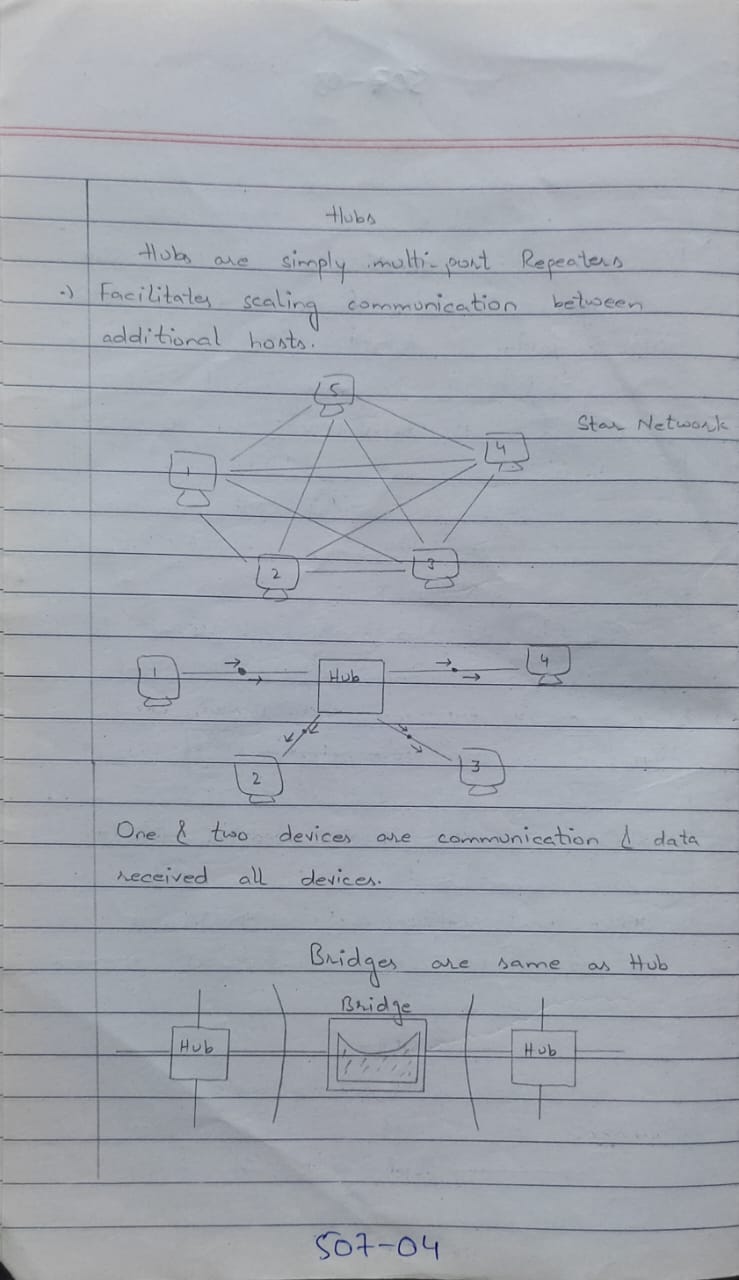 Hubs
Hubs are simply multi-port Repeaters
·) Facilitates scaling communication between
additional hosts.
5
Star Network
4
1
3
2
1
Hub
4
2
3
One & two devices are communication & data
received all devices.
Bridges are same as Hub
Bridge
Hub
Hub
507-04